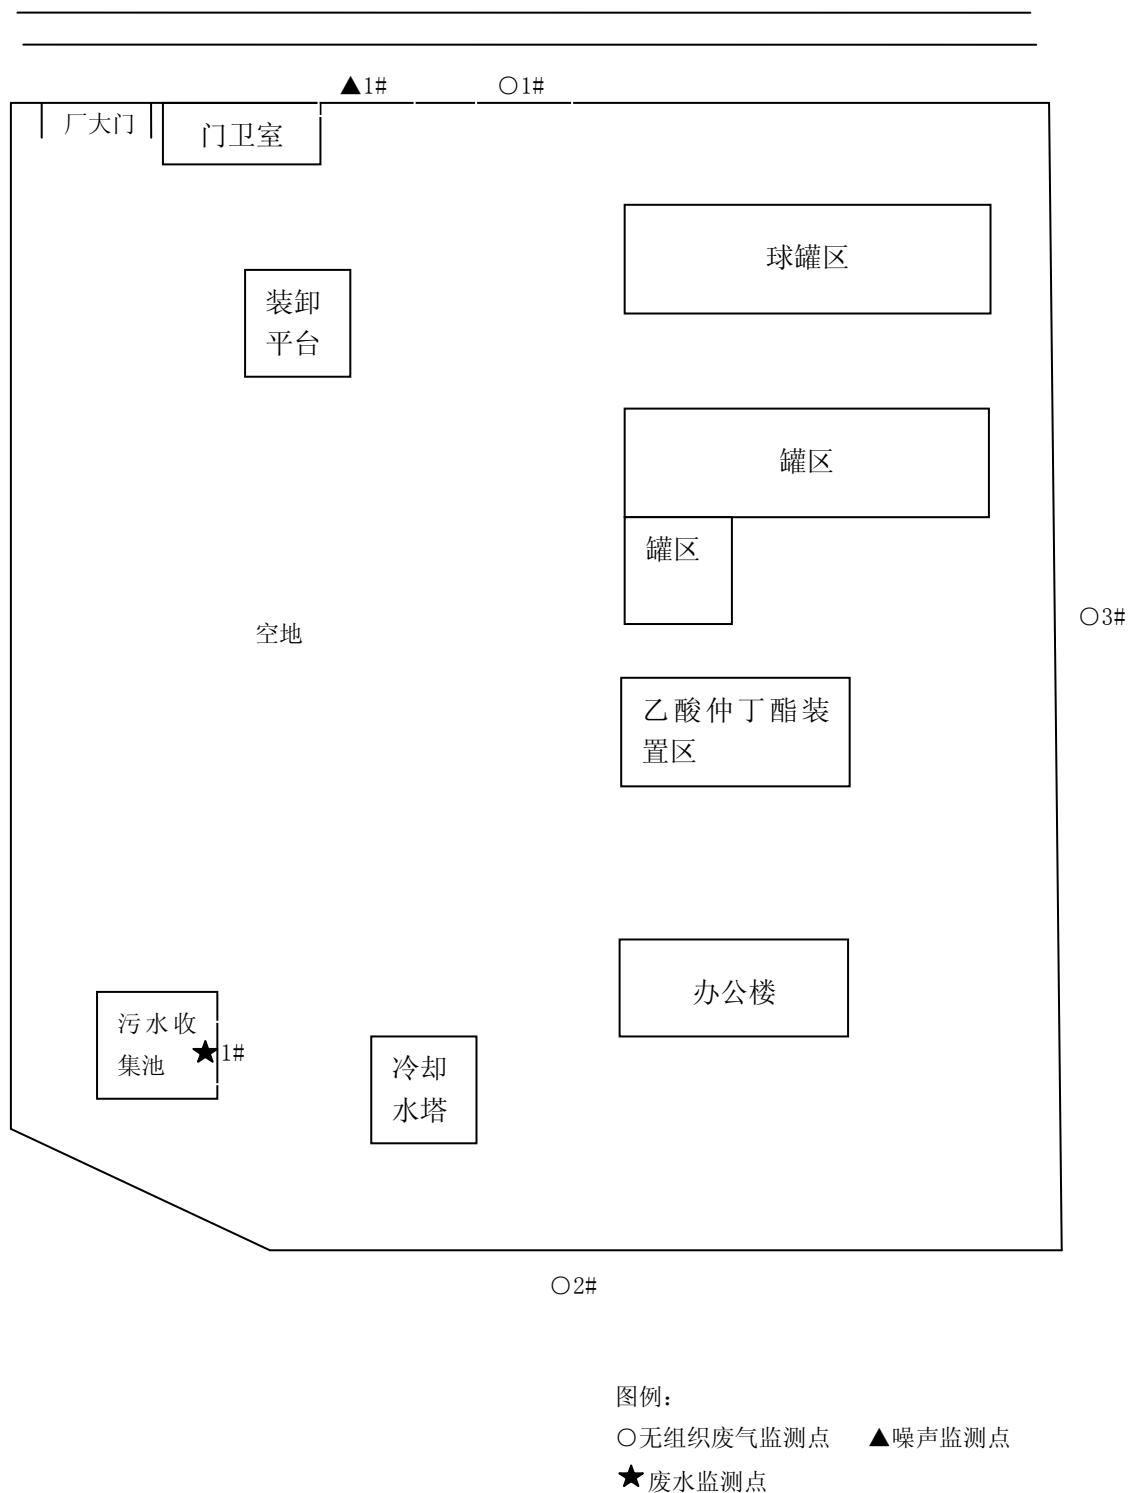 ▲1# ○1#
厂大门
门卫室
球罐区
装卸
平台
罐区
罐区
○3#
空地
乙酸仲丁酯装
置区
办公楼
污水收
集池
★1#
冷却
水塔
○2#
图例：
○无组织废气监测点 ▲噪声监测点
★废水监测点